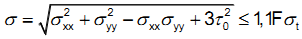 σ = √(σ²xx + σ²yy − σxxσyy + 3τ²0) ≤ 1,1Fσt